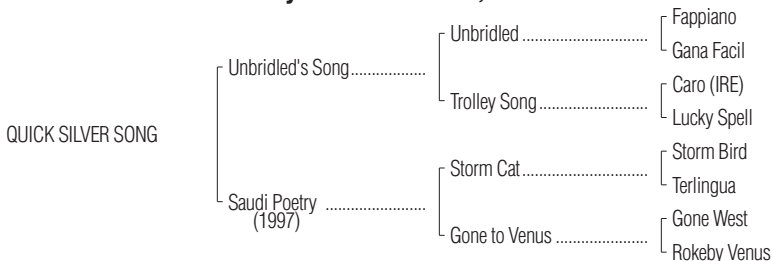 Fappiano
Unbridled
Gana Facil
Unbridled's Song
Caro (IRE)
Trolley Song
Lucky Spell
QUICK SILVER SONG
Storm Bird
Storm Cat
Terlingua
Saudi Poetry
(1997)
Gone West
Gone to Venus
Rokeby Venus